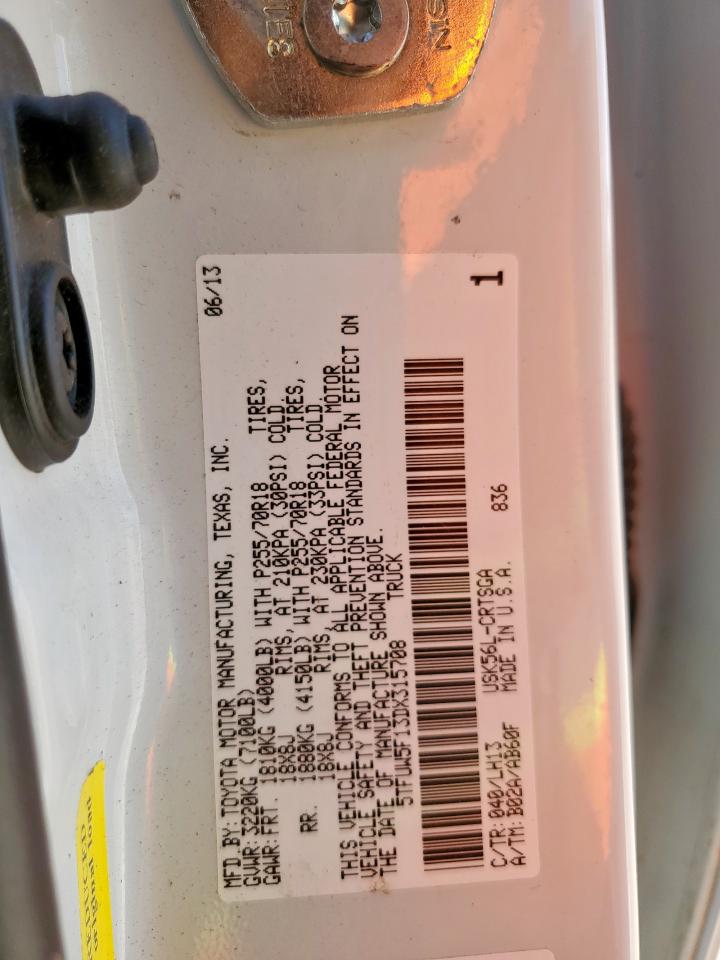 06/13
MFD BY: TOYOTA MOTOR MANUFACTURING, TEXAS, INC.
GVWR: 3220KG (7100LB)
GAWR: FRT. 1810KG (4000LB) WITH P255/70R18 TIRES,
18X8J RIMS, AT 210KPA (30PSI) COLD.
RR. 1880KG (4150LB) WITH P255/70R18 TIRES,
18X8J RIMS, AT 230KPA (33PSI) COLD.
THIS VEHICLE CONFORMS TO ALL APPLICABLE FEDERAL MOTOR
VEHICLE SAFETY AND THEFT PREVENTION STANDARDS IN EFFECT ON
THE DATE OF MANUFACTURE SHOWN ABOVE.
5TFUW5F13DX315708 TRUCK
1
C/TR: 040/LH13 USK56L-CRTSGA 836
A/TM: B02A/AB60F MADE IN U.S.A.